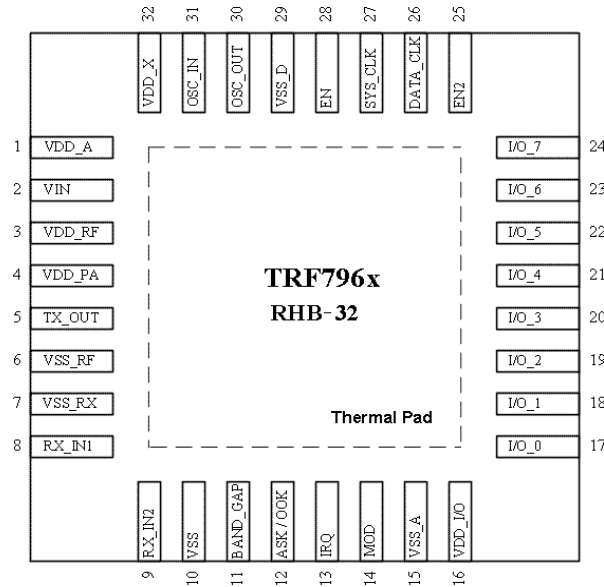 32 31 30 29 28 27 26 25
VDD_X OSC_IN OSC_OUT VSS_D EN SYS_CLK DATA_CLK EN2
1 VDD_A I/O_7 24
2 VIN I/O_6 23
3 VDD_RF I/O_5 22
4 VDD_PA I/O_4 21
TRF796x
RHB-32
5 TX_OUT I/O_3 20
6 VSS_RF I/O_2 19
7 VSS_RX I/O_1 18
Thermal Pad
8 RX_IN1 I/O_0 17
RX_IN2 VSS BAND_GAP ASK / OOK IRQ MOD VSS_A VDD_I/O
9 10 11 12 13 14 15 16